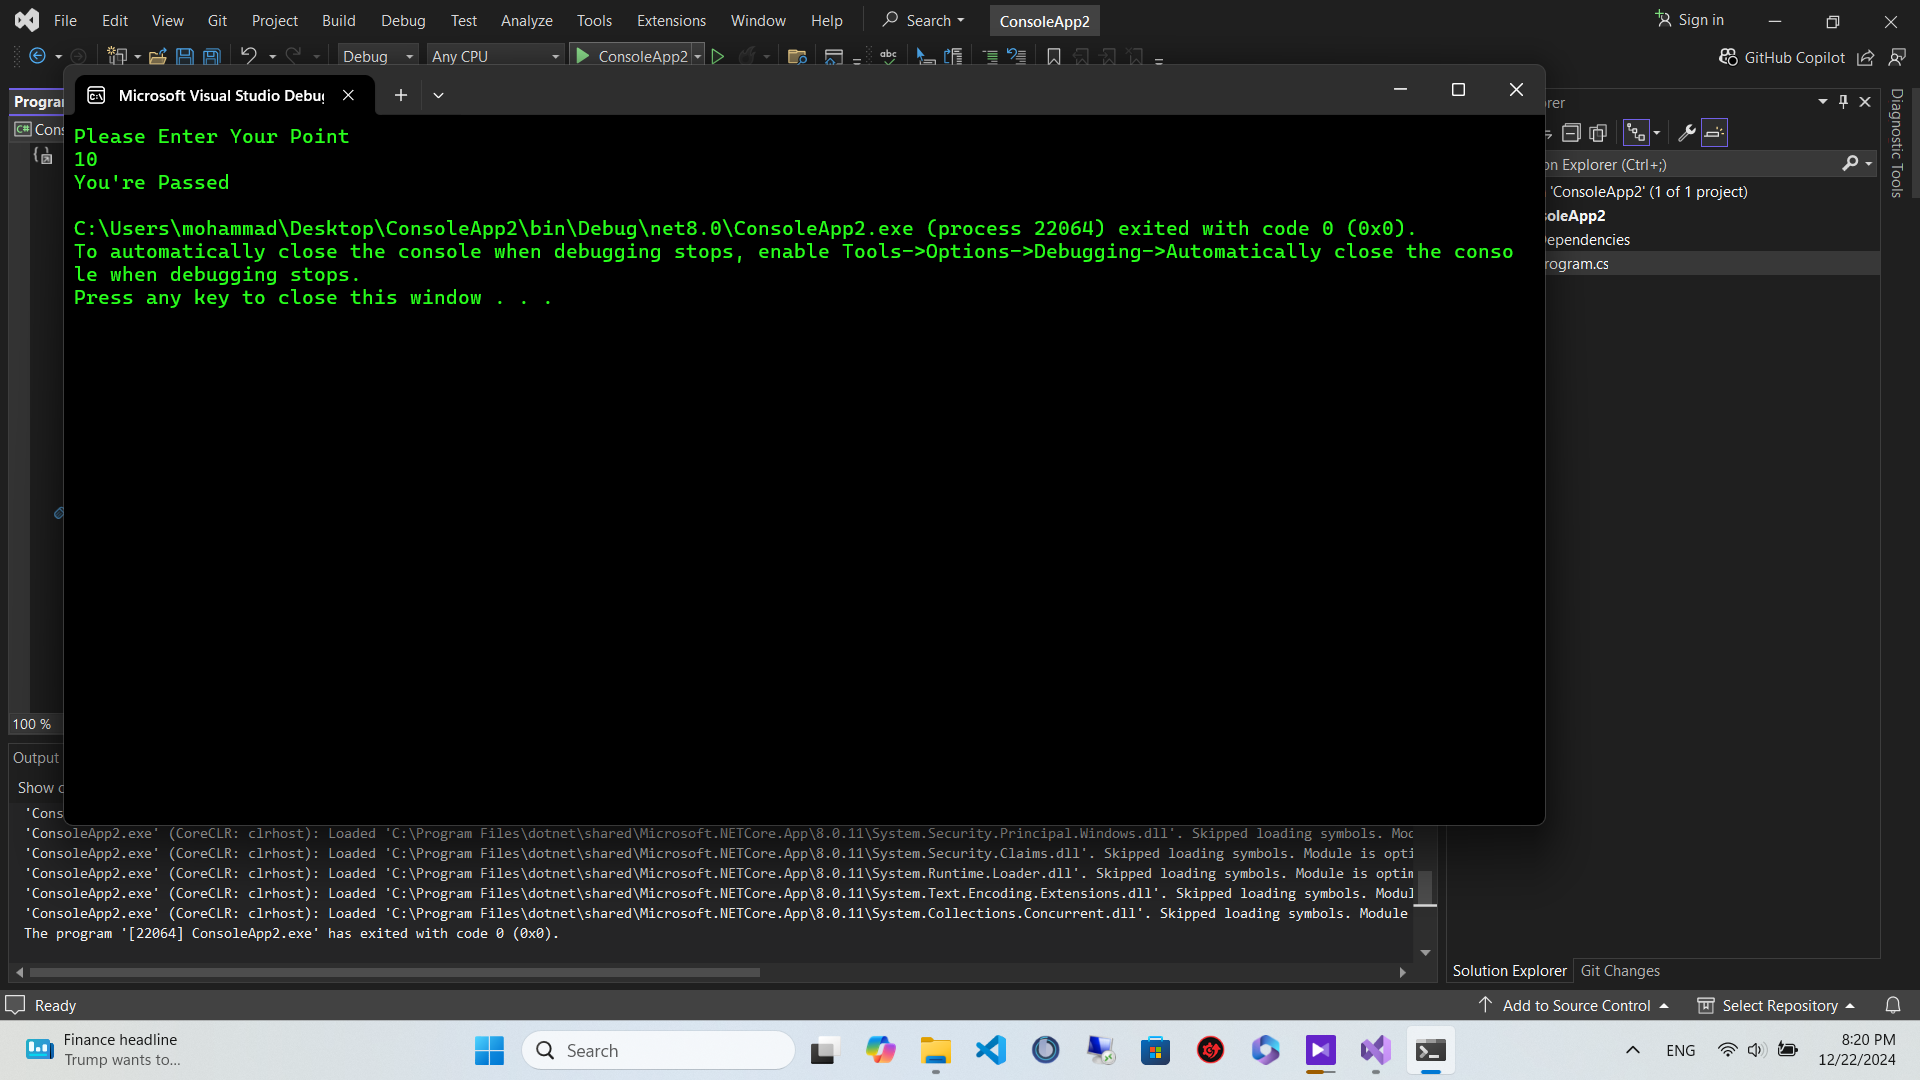 File Edit View Git Project Build Debug Test Analyze Tools Extensions Window Help Search ConsoleApp2 Sign in
Debug Any CPU ConsoleApp2 GitHub Copilot
Microsoft Visual Studio Debug
Please Enter Your Point
10
You're Passed
C:\Users\mohammad\Desktop\ConsoleApp2\bin\Debug\net8.0\ConsoleApp2.exe (process 22064) exited with code 0 (0x0).
To automatically close the console when debugging stops, enable Tools->Options->Debugging->Automatically close the conso
le when debugging stops.
Press any key to close this window . . .
Solution Explorer (Ctrl+;)
'ConsoleApp2' (1 of 1 project)
ConsoleApp2
Dependencies
Program.cs
Diagnostic Tools
100 %
Output
'ConsoleApp2.exe' (CoreCLR: clrhost): Loaded 'C:\Program Files\dotnet\shared\Microsoft.NETCore.App\8.0.11\System.Security.Principal.Windows.dll'. Skipped loading symbols. Moc
'ConsoleApp2.exe' (CoreCLR: clrhost): Loaded 'C:\Program Files\dotnet\shared\Microsoft.NETCore.App\8.0.11\System.Security.Claims.dll'. Skipped loading symbols. Module is opti
'ConsoleApp2.exe' (CoreCLR: clrhost): Loaded 'C:\Program Files\dotnet\shared\Microsoft.NETCore.App\8.0.11\System.Runtime.Loader.dll'. Skipped loading symbols. Module is optim
'ConsoleApp2.exe' (CoreCLR: clrhost): Loaded 'C:\Program Files\dotnet\shared\Microsoft.NETCore.App\8.0.11\System.Text.Encoding.Extensions.dll'. Skipped loading symbols. Modul
'ConsoleApp2.exe' (CoreCLR: clrhost): Loaded 'C:\Program Files\dotnet\shared\Microsoft.NETCore.App\8.0.11\System.Collections.Concurrent.dll'. Skipped loading symbols. Module
The program '[22064] ConsoleApp2.exe' has exited with code 0 (0x0).
Solution Explorer Git Changes
Ready Add to Source Control Select Repository
Finance headline
Trump wants to...
Search
ENG
8:20 PM
12/22/2024